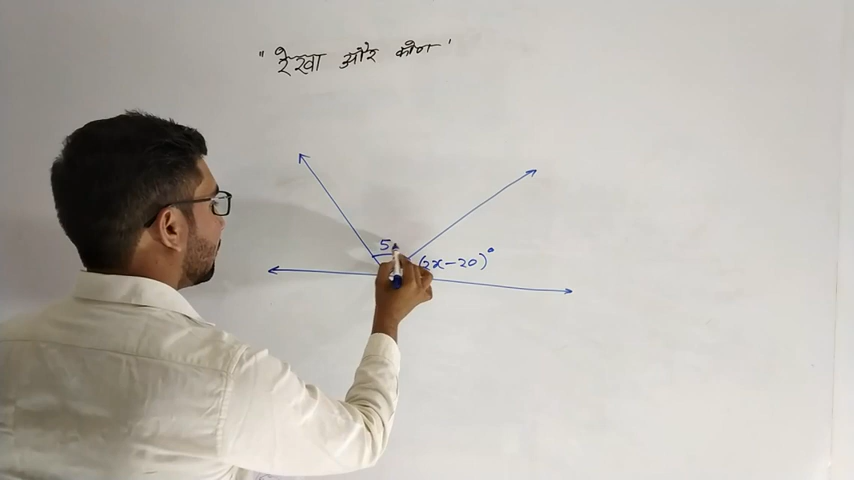 " रेखा और कोण "
5
(2x-20)°